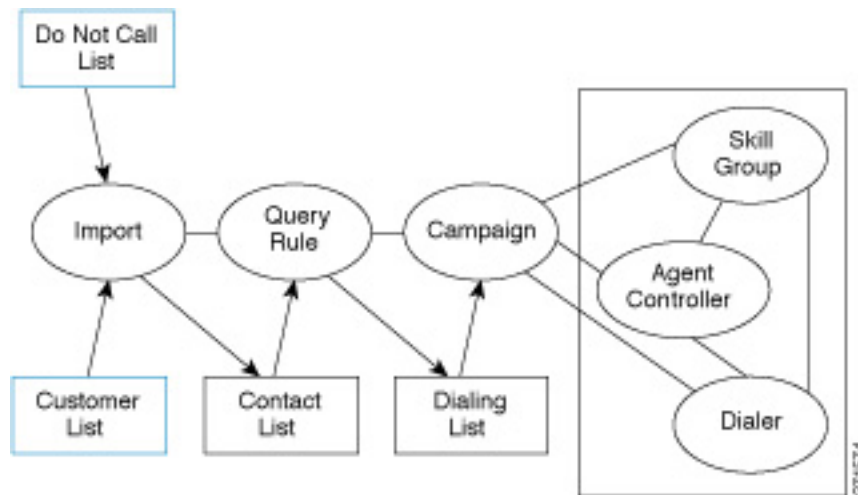 Do Not Call
List
Import
Query
Rule
Campaign
Skill
Group
Agent
Controller
Dialer
Customer
List
Contact
List
Dialing
List